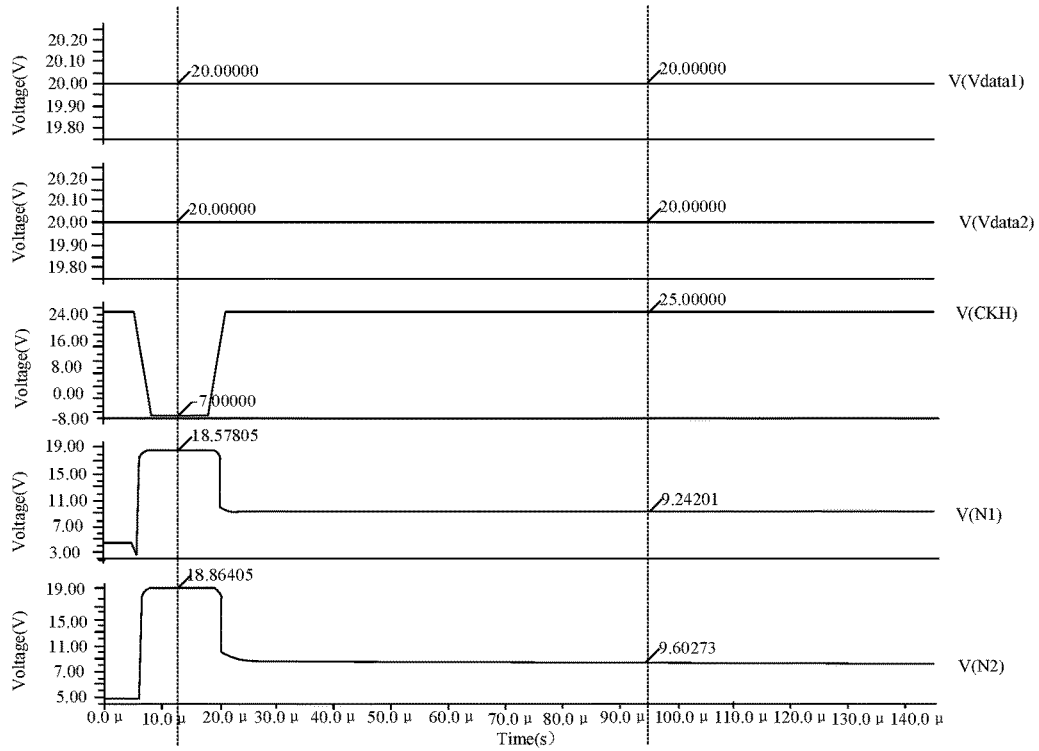 Voltage(V)
20.20
20.10
20.00
19.90
19.80
20.00000
20.00000
V(Vdata1)
Voltage(V)
20.20
20.10
20.00
19.90
19.80
20.00000
20.00000
V(Vdata2)
Voltage(V)
24.00
16.00
8.00
0.00
-8.00
-7.00000
25.00000
V(CKH)
Voltage(V)
19.00
15.00
11.00
7.00
3.00
18.57805
9.24201
V(N1)
Voltage(V)
19.00
15.00
11.00
7.00
5.00
18.86405
9.60273
V(N2)
0.0 μ 10.0 μ 20.0 μ 30.0 μ 40.0 μ 50.0 μ 60.0 μ 70.0 μ 80.0 μ 90.0 μ 100.0 μ 110.0 μ 120.0 μ 130.0 μ 140.0 μ
Time(s)